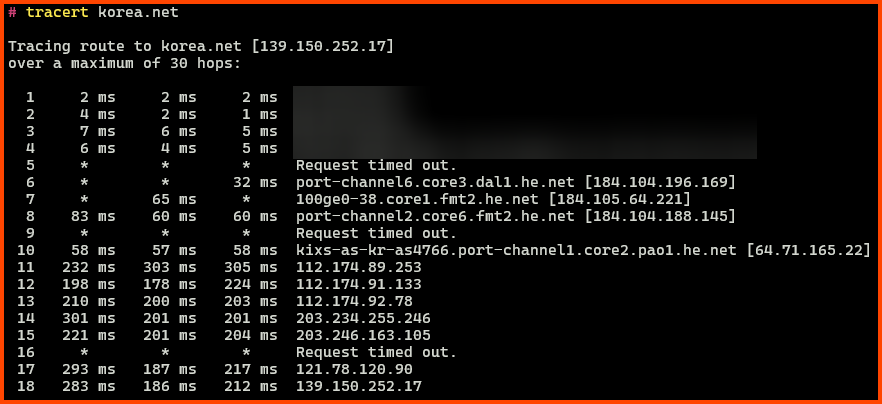 # tracert korea.net
Tracing route to korea.net [139.150.252.17]
over a maximum of 30 hops:
1 2 ms 2 ms 2 ms
2 4 ms 2 ms 1 ms
3 7 ms 6 ms 5 ms
4 6 ms 4 ms 5 ms
5 * * * Request timed out.
6 * * 32 ms port-channel6.core3.dal1.he.net [184.104.196.169]
7 * 65 ms * 100ge0-38.core1.fmt2.he.net [184.105.64.221]
8 83 ms 60 ms 60 ms port-channel2.core6.fmt2.he.net [184.104.188.145]
9 * * * Request timed out.
10 58 ms 57 ms 58 ms kixs-as-kr-as4766.port-channel1.core2.pao1.he.net [64.71.165.22]
11 232 ms 303 ms 305 ms 112.174.89.253
12 198 ms 178 ms 224 ms 112.174.91.133
13 210 ms 200 ms 203 ms 112.174.92.78
14 301 ms 201 ms 201 ms 203.234.255.246
15 221 ms 201 ms 204 ms 203.246.163.105
16 * * * Request timed out.
17 293 ms 187 ms 217 ms 121.78.120.90
18 283 ms 186 ms 212 ms 139.150.252.17